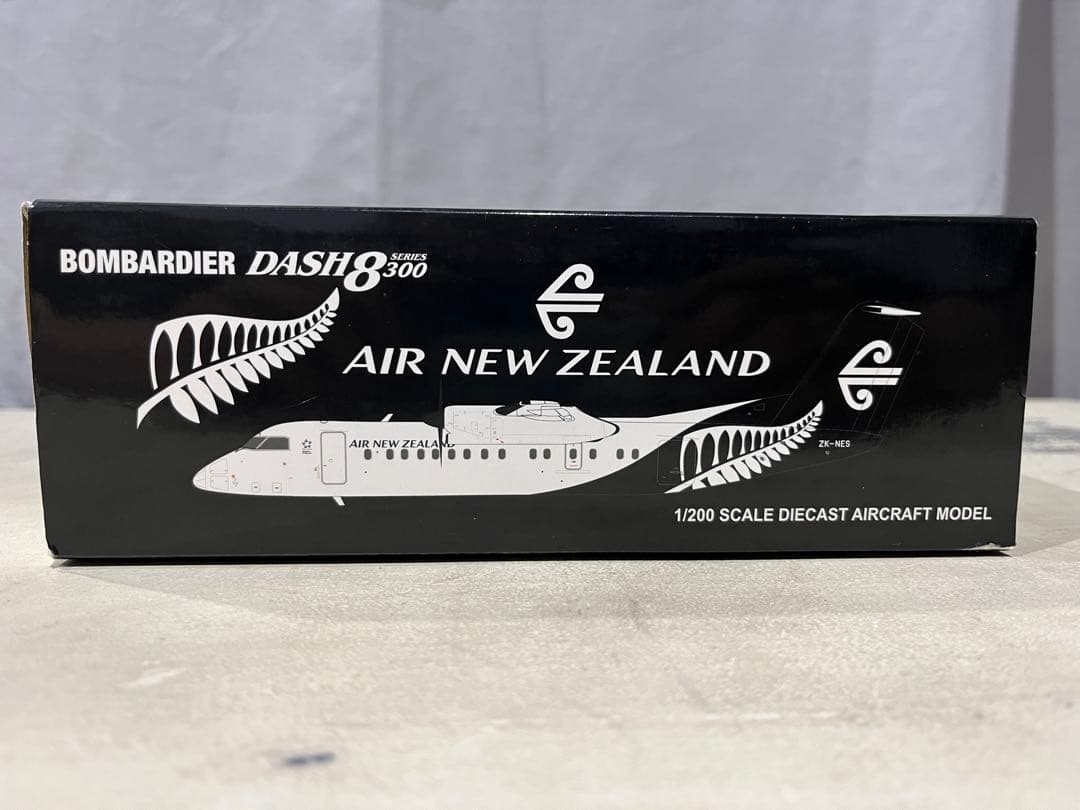 BOMBARDIER DASH 8 SERIES 300
AIR NEW ZEALAND
AIR NEW ZEALAND
ZK-NES
1/200 SCALE DIECAST AIRCRAFT MODEL